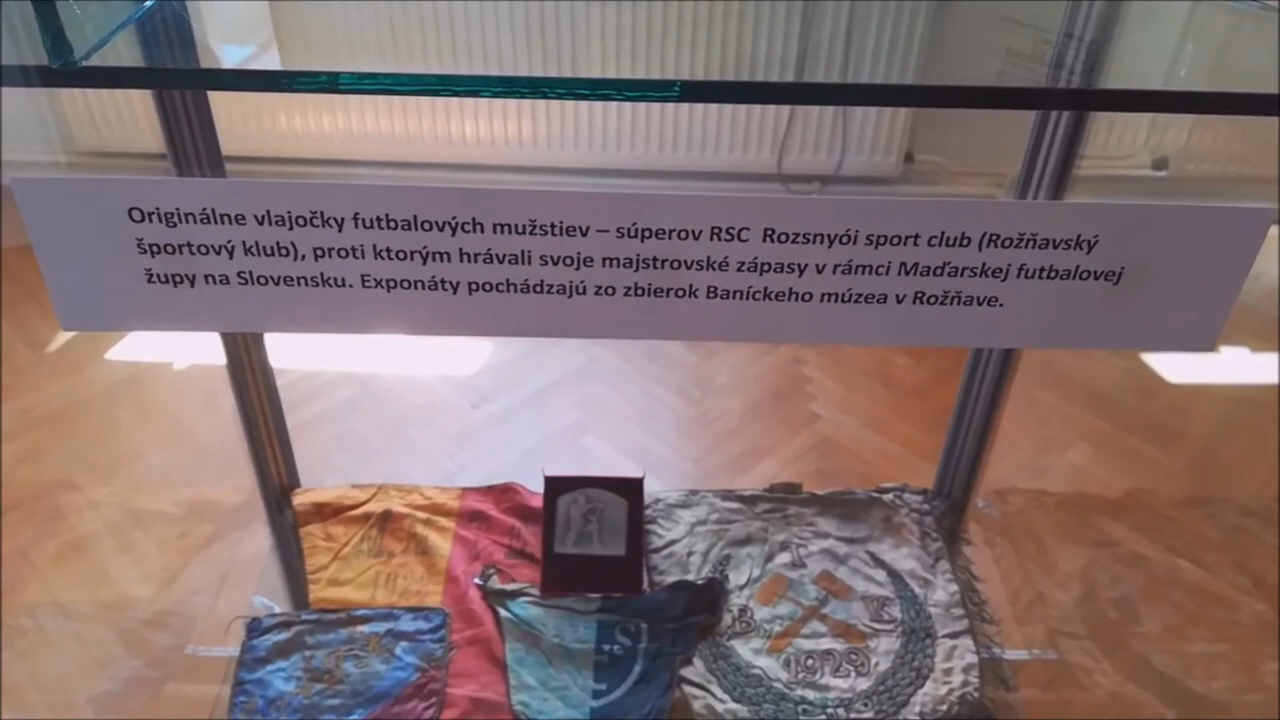 Originálne vlajočky futbalových mužstiev – súperov RSC Rozsnyói sport club (Rožňavský
športový klub), proti ktorým hrávali svoje majstrovské zápasy v rámci Maďarskej futbalovej
župy na Slovensku. Exponáty pochádzajú zo zbierok Baníckeho múzea v Rožňave.
T
B K
1929